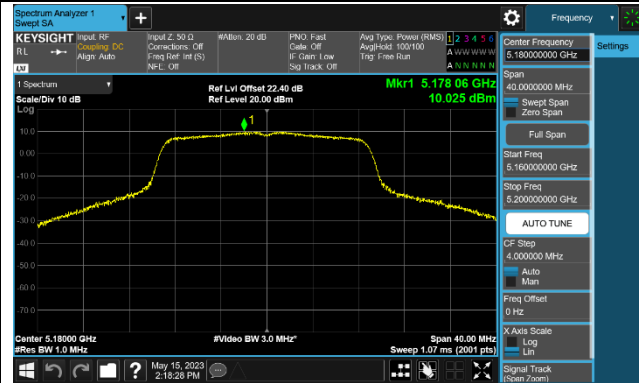 Spectrum Analyzer 1
Swept SA
+
Frequency
KEYSIGHT
RL
LXI
Input: RF
Coupling: DC
Align: Auto
Input Z: 50 Ω
Corrections: Off
Freq Ref: Int (S)
NFE: Off
#Atten: 20 dB
PNO: Fast
Gate: Off
IF Gain: Low
Sig Track: Off
Avg Type: Power (RMS)
Avg|Hold: 100/100
Trig: Free Run
1 2 3 4 5 6
A W W W W W
A N N N N N
1 Spectrum
Scale/Div 10 dB
Log
Ref Lvl Offset 22.40 dB
Ref Level 20.00 dBm
Mkr1 5.178 06 GHz
10.025 dBm
1
10.0
0.00
-10.0
-20.0
-30.0
-40.0
-50.0
-60.0
-70.0
Center 5.18000 GHz
#Res BW 1.0 MHz
#Video BW 3.0 MHz*
Span 40.00 MHz
Sweep 1.07 ms (2001 pts)
May 15, 2023
2:18:28 PM
?
Center Frequency
5.180000000 GHz
Span
40.0000000 MHz
Swept Span
Zero Span
Full Span
Start Freq
5.160000000 GHz
Stop Freq
5.200000000 GHz
AUTO TUNE
CF Step
4.000000 MHz
Auto
Man
Freq Offset
0 Hz
X Axis Scale
Log
Lin
Signal Track
(Span Zoom)
Settings